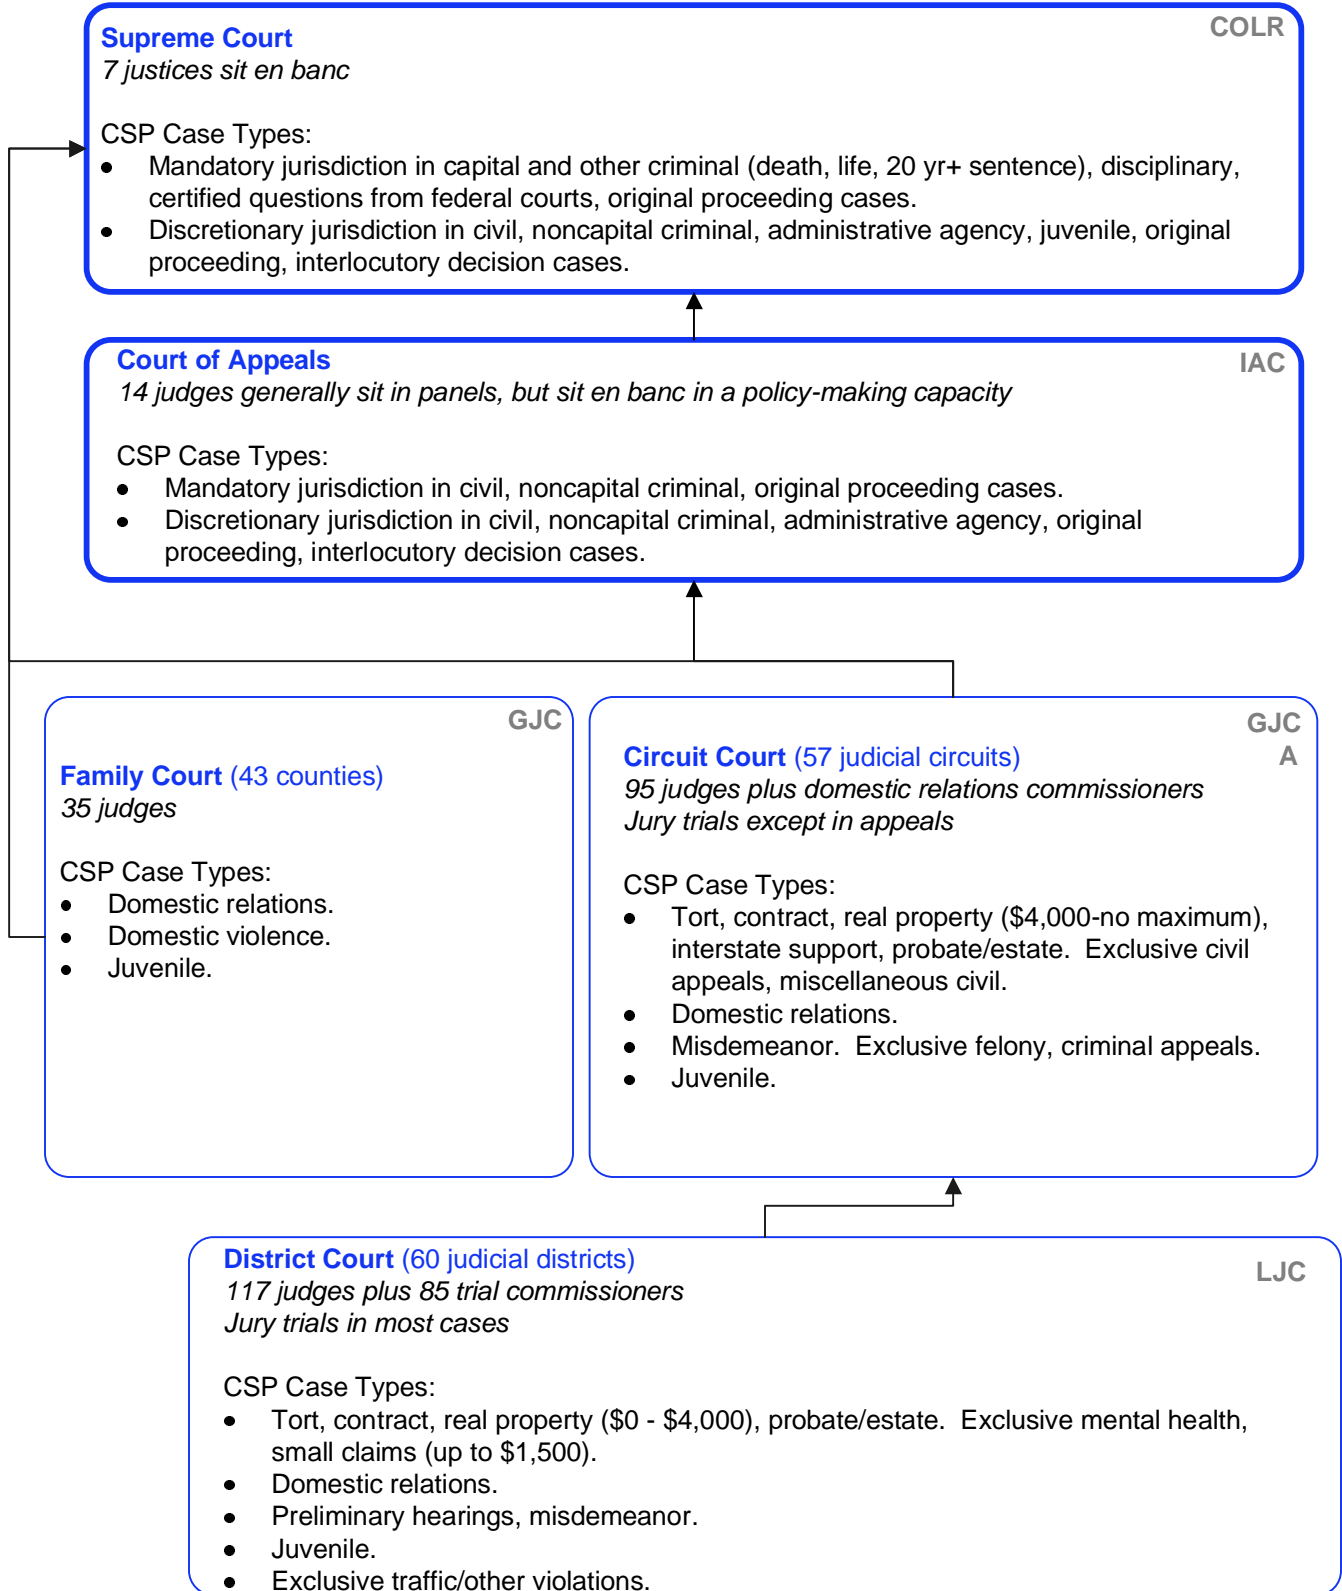 COLR
Supreme Court
7 justices sit en banc
CSP Case Types:
• Mandatory jurisdiction in capital and other criminal (death, life, 20 yr+ sentence), disciplinary,
certified questions from federal courts, original proceeding cases.
• Discretionary jurisdiction in civil, noncapital criminal, administrative agency, juvenile, original
proceeding, interlocutory decision cases.
Court of Appeals
IAC
14 judges generally sit in panels, but sit en banc in a policy-making capacity
CSP Case Types:
• Mandatory jurisdiction in civil, noncapital criminal, original proceeding cases.
• Discretionary jurisdiction in civil, noncapital criminal, administrative agency, original
proceeding, interlocutory decision cases.
GJC
Family Court (43 counties)
35 judges
CSP Case Types:
• Domestic relations.
• Domestic violence.
• Juvenile.
GJC
A
Circuit Court (57 judicial circuits)
95 judges plus domestic relations commissioners
Jury trials except in appeals
CSP Case Types:
• Tort, contract, real property ($4,000-no maximum),
interstate support, probate/estate. Exclusive civil
appeals, miscellaneous civil.
• Domestic relations.
• Misdemeanor. Exclusive felony, criminal appeals.
• Juvenile.
District Court (60 judicial districts)
LJC
117 judges plus 85 trial commissioners
Jury trials in most cases
CSP Case Types:
• Tort, contract, real property ($0 - $4,000), probate/estate. Exclusive mental health,
small claims (up to $1,500).
• Domestic relations.
• Preliminary hearings, misdemeanor.
• Juvenile.
• Exclusive traffic/other violations.